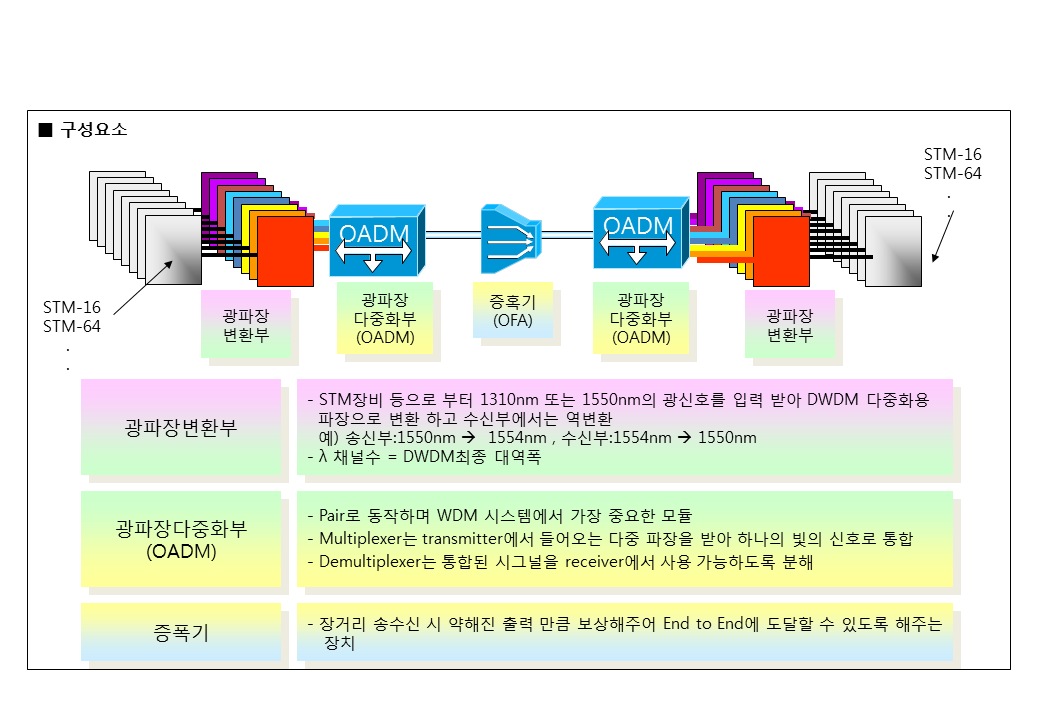 ■ 구성요소
STM-16
STM-64
.
.
OADM
OADM
STM-16
STM-64
.
.
광파장
변환부
광파장
다중화부
(OADM)
증혹기
(OFA)
광파장
다중화부
(OADM)
광파장
변환부
광파장변환부
- STM장비 등으로 부터 1310nm 또는 1550nm의 광신호를 입력 받아 DWDM 다중화용
파장으로 변환 하고 수신부에서는 역변환
예) 송신부:1550nm → 1554nm , 수신부:1554nm → 1550nm
- λ 채널수 = DWDM최종 대역폭
광파장다중화부
(OADM)
- Pair로 동작하며 WDM 시스템에서 가장 중요한 모듈
- Multiplexer는 transmitter에서 들어오는 다중 파장을 받아 하나의 빛의 신호로 통합
- Demultiplexer는 통합된 시그널을 receiver에서 사용 가능하도록 분해
증폭기
- 장거리 송수신 시 약해진 출력 만큼 보상해주어 End to End에 도달할 수 있도록 해주는
장치